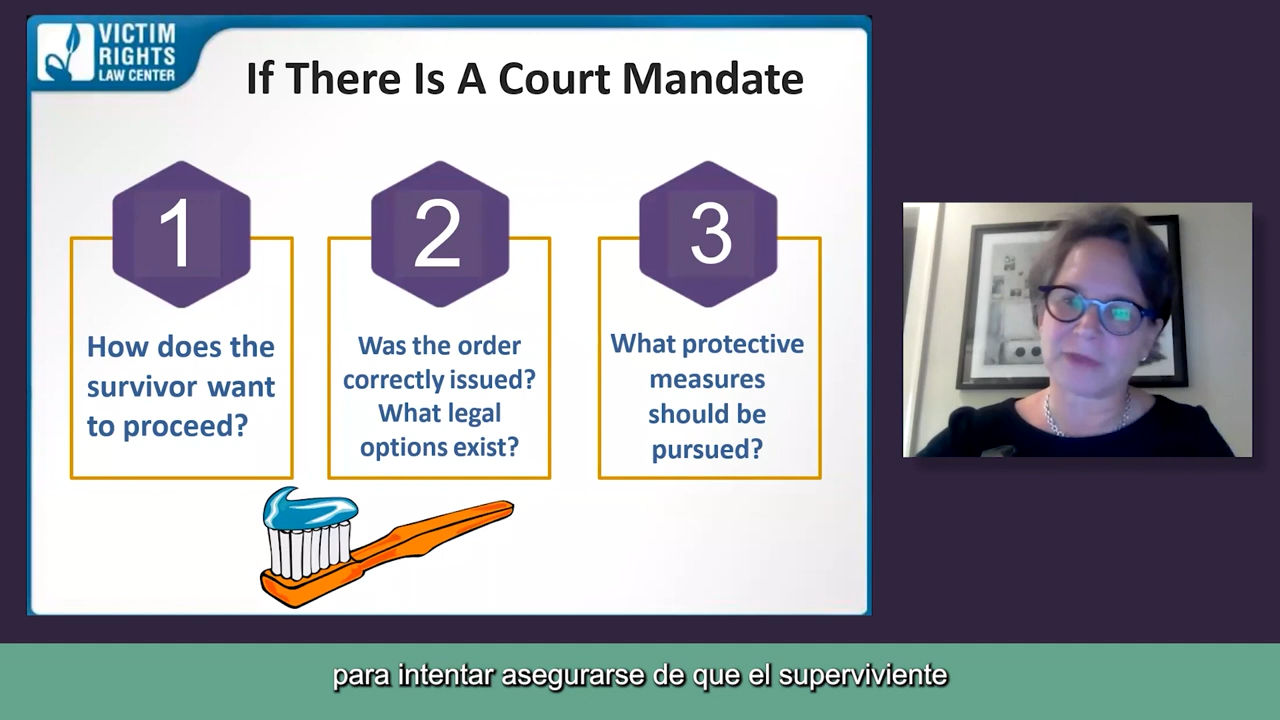 VICTIM
RIGHTS
LAW CENTER
If There Is A Court Mandate
1
How does the
survivor want
to proceed?
2
Was the order
correctly issued?
What legal
options exist?
3
What protective
measures
should be
pursued?
para intentar asegurarse de que el superviviente